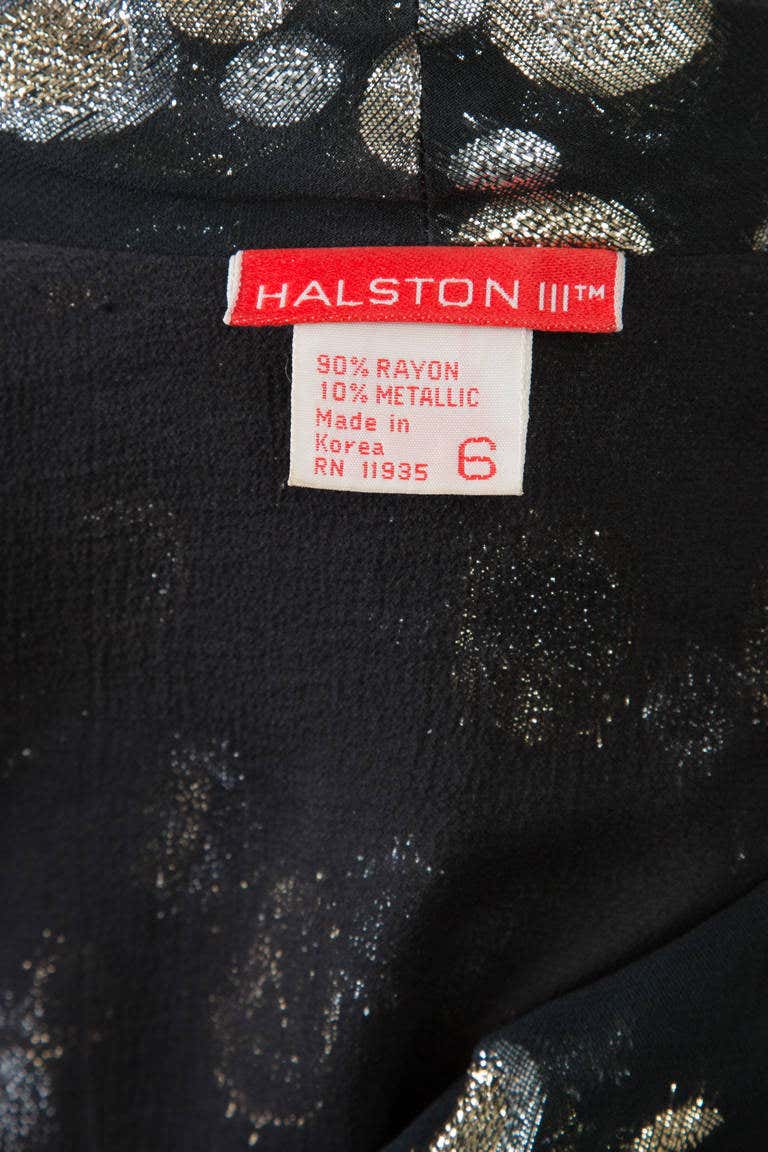 HALSTON III™
90% RAYON
10% METALLIC
Made in
Korea
RN 11935 6